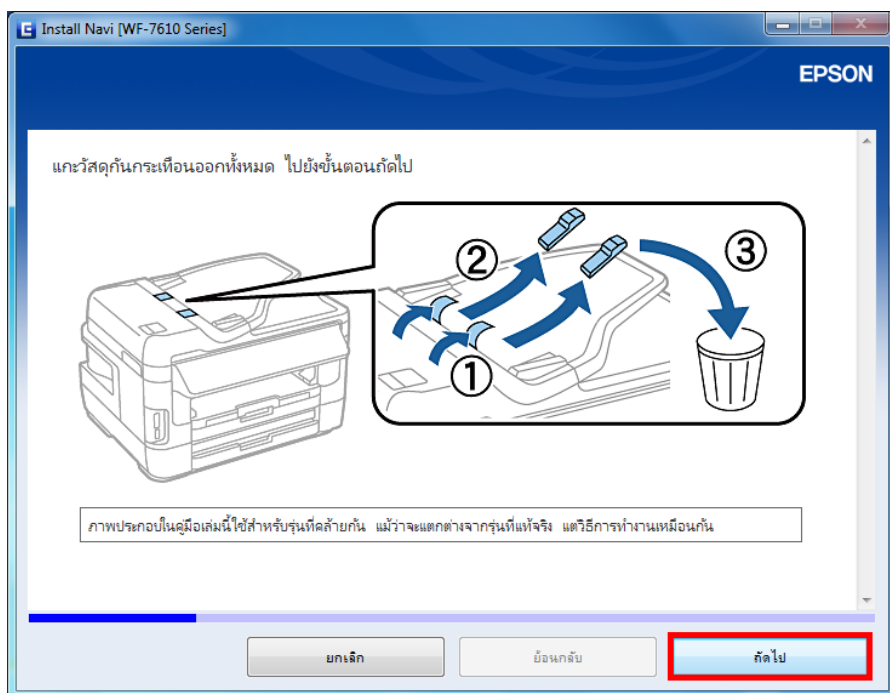 Install Navi [WF-7610 Series]
EPSON
แกะวัสดุกันกระเทือนออกทั้งหมด ไปยังขั้นตอนถัดไป
②
③
①
ภาพประกอบในคู่มือเล่มนี้ใช้สำหรับรุ่นที่คล้ายกัน แม้ว่าจะแตกต่างจากรุ่นที่แท้จริง แต่วิธีการทำงานเหมือนกัน
ยกเลิก
ย้อนกลับ
ถัดไป